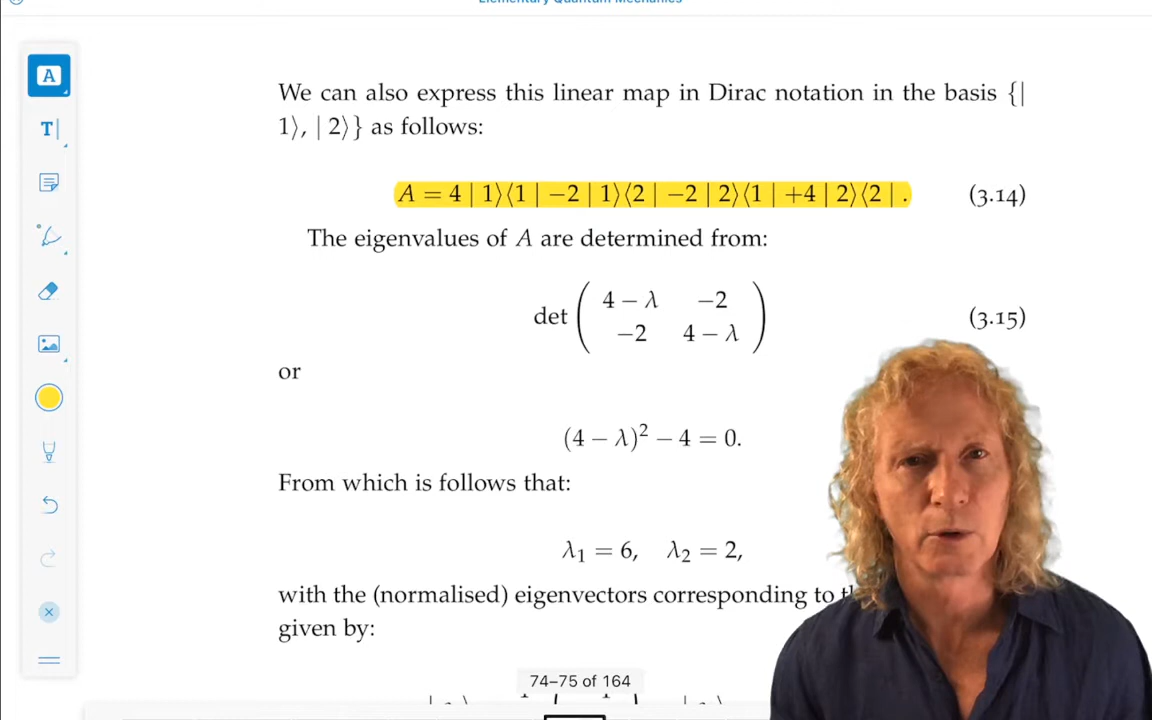 Elementary Quantum Mechanics
A
T
We can also express this linear map in Dirac notation in the basis {|
1⟩, | 2⟩} as follows:
A = 4 | 1⟩⟨1 | −2 | 1⟩⟨2 | −2 | 2⟩⟨1 | +4 | 2⟩⟨2 | . (3.14)
The eigenvalues of A are determined from:
det ( 4 − λ −2
−2 4 − λ ) (3.15)
or
(4 − λ)² − 4 = 0.
From which is follows that:
λ₁ = 6, λ₂ = 2,
with the (normalised) eigenvectors corresponding to
given by:
74–75 of 164